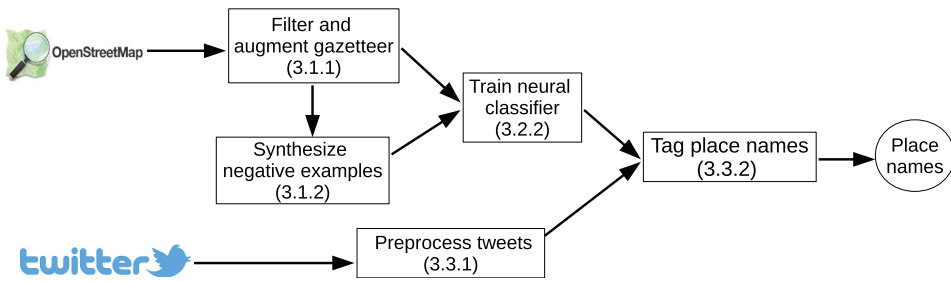 OpenStreetMap
Filter and
augment gazetteer
(3.1.1)
Synthesize
negative examples
(3.1.2)
Train neural
classifier
(3.2.2)
Tag place names
(3.3.2)
Place
names
twitter
Preprocess tweets
(3.3.1)